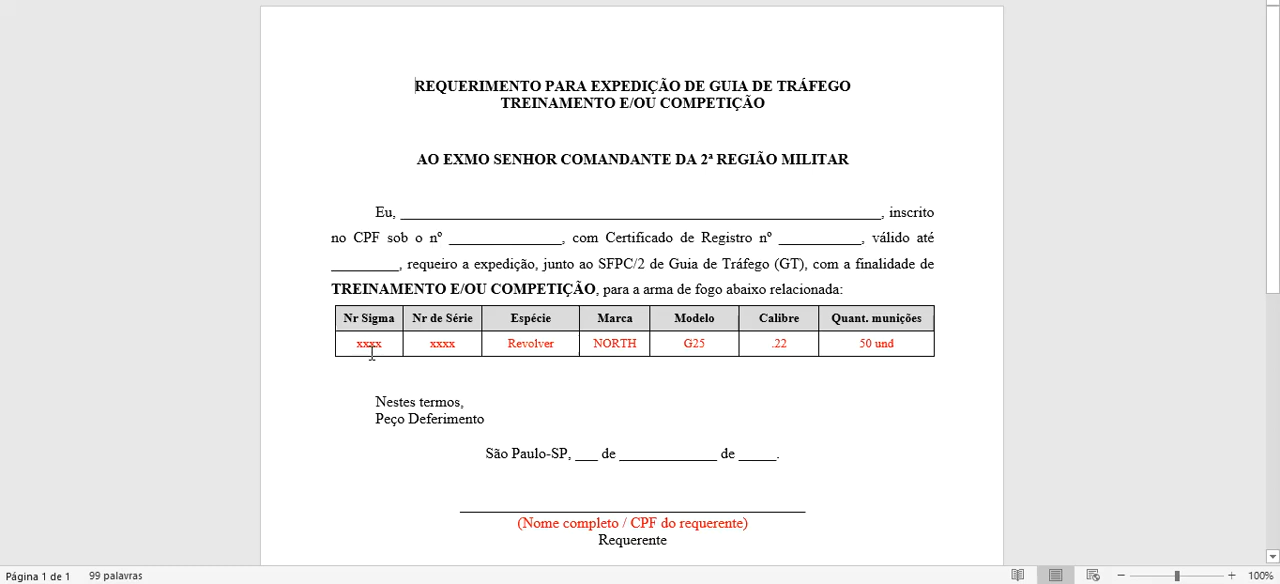 REQUERIMENTO PARA EXPEDIÇÃO DE GUIA DE TRÁFEGO
TREINAMENTO E/OU COMPETIÇÃO
AO EXMO SENHOR COMANDANTE DA 2ª REGIÃO MILITAR
Eu, ________________________________________________________________, inscrito
no CPF sob o nº _______________, com Certificado de Registro nº ___________, válido até
_________, requeiro a expedição, junto ao SFPC/2 de Guia de Tráfego (GT), com a finalidade de
TREINAMENTO E/OU COMPETIÇÃO, para a arma de fogo abaixo relacionada:
Nr Sigma Nr de Série Espécie Marca Modelo Calibre Quant. munições
xxxx xxxx Revolver NORTH G25 .22 50 und
Nestes termos,
Peço Deferimento
São Paulo-SP, ___ de _____________ de _____.
______________________________________________
(Nome completo / CPF do requerente)
Requerente
Página 1 de 1 99 palavras 100%